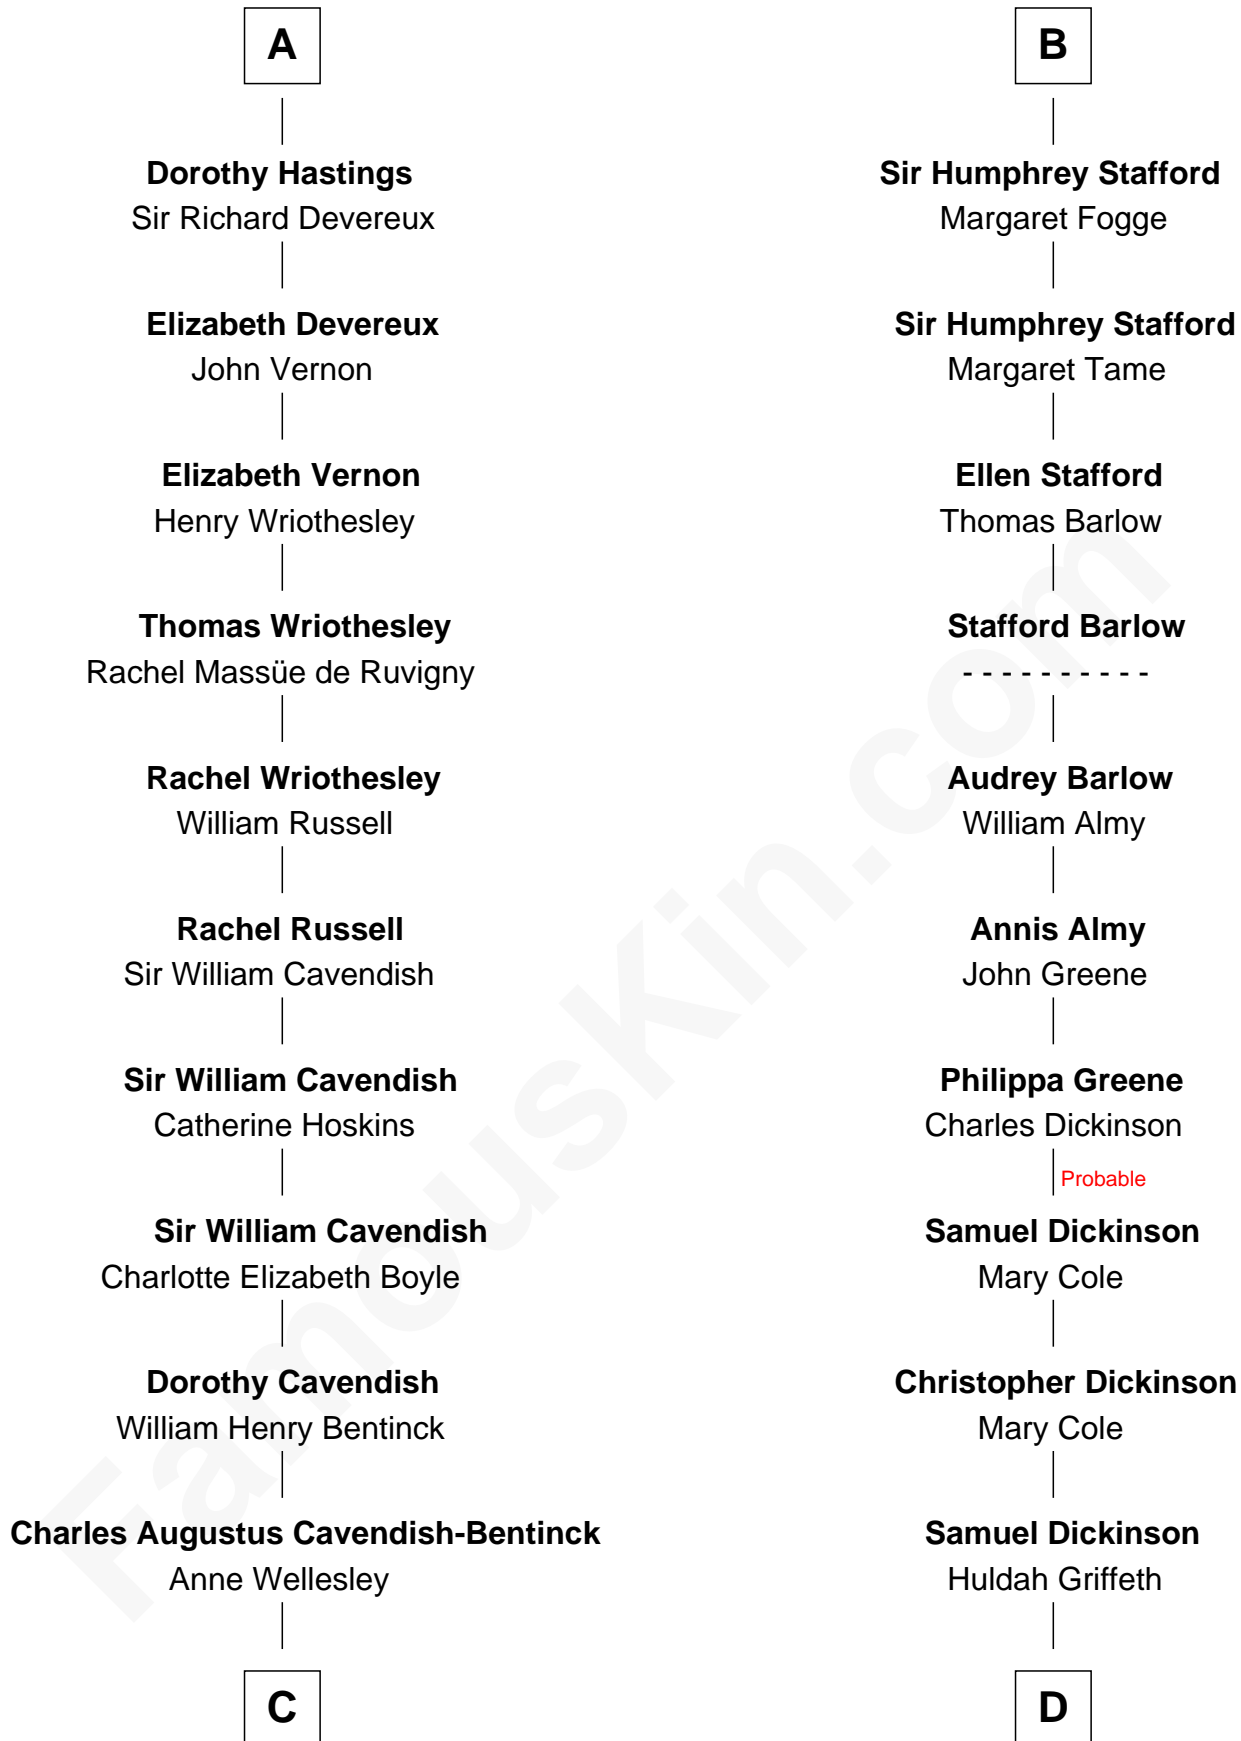 A
Dorothy Hastings
Sir Richard Devereux
Elizabeth Devereux
John Vernon
Elizabeth Vernon
Henry Wriothesley
Thomas Wriothesley
Rachel Massüe de Ruvigny
Rachel Wriothesley
William Russell
Rachel Russell
Sir William Cavendish
Sir William Cavendish
Catherine Hoskins
Sir William Cavendish
Charlotte Elizabeth Boyle
Dorothy Cavendish
William Henry Bentinck
Charles Augustus Cavendish-Bentinck
Anne Wellesley
C
B
Sir Humphrey Stafford
Margaret Fogge
Sir Humphrey Stafford
Margaret Tame
Ellen Stafford
Thomas Barlow
Stafford Barlow
- - - - - - - - - -
Audrey Barlow
William Almy
Annis Almy
John Greene
Philippa Greene
Charles Dickinson
Probable
Samuel Dickinson
Mary Cole
Christopher Dickinson
Mary Cole
Samuel Dickinson
Huldah Griffeth
D
FamousKin.com